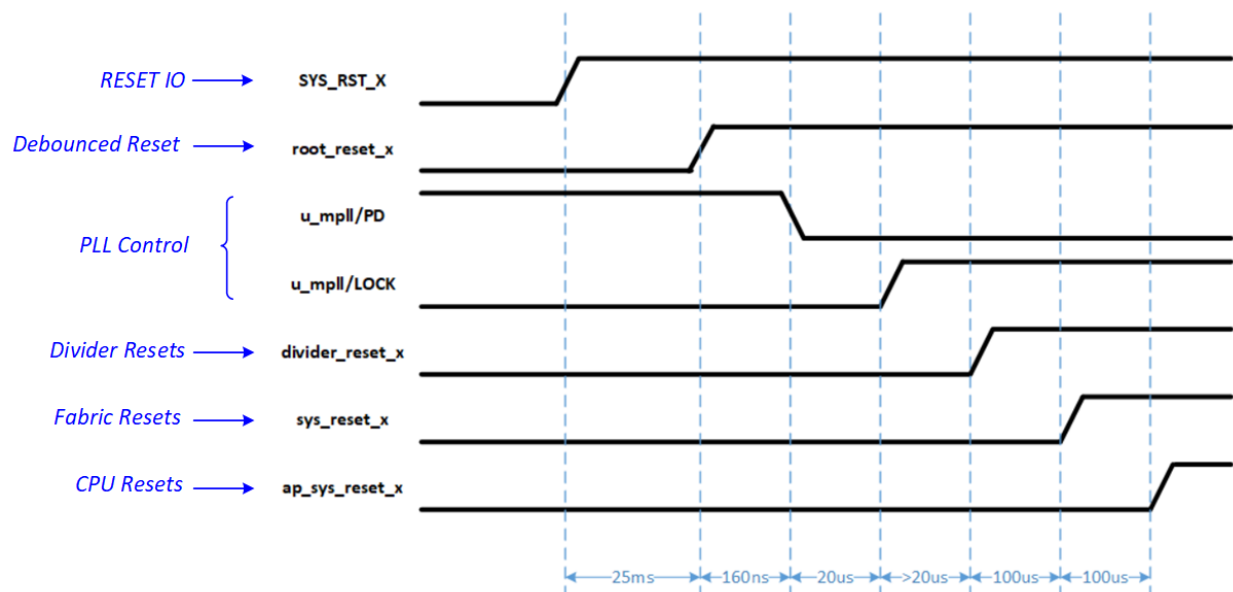 RESET IO SYS_RST_X
Debounced Reset root_reset_x
u_mpll/PD
PLL Control
u_mpll/LOCK
Divider Resets divider_reset_x
Fabric Resets sys_reset_x
CPU Resets ap_sys_reset_x
25ms 160ns 20us >20us 100us 100us